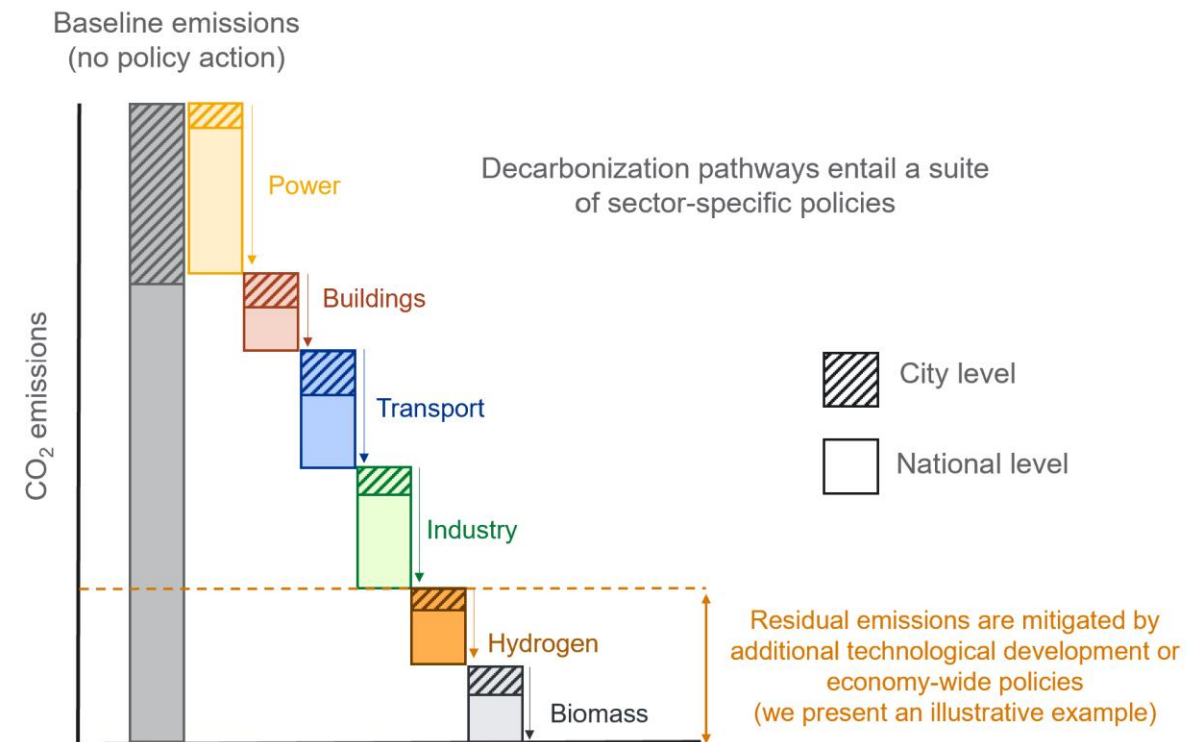 Baseline emissions
(no policy action)
Power
Decarbonization pathways entail a suite
of sector-specific policies
Buildings
CO₂ emissions
City level
Transport
National level
Industry
Residual emissions are mitigated by
additional technological development or
economy-wide policies
(we present an illustrative example)
Hydrogen
Biomass